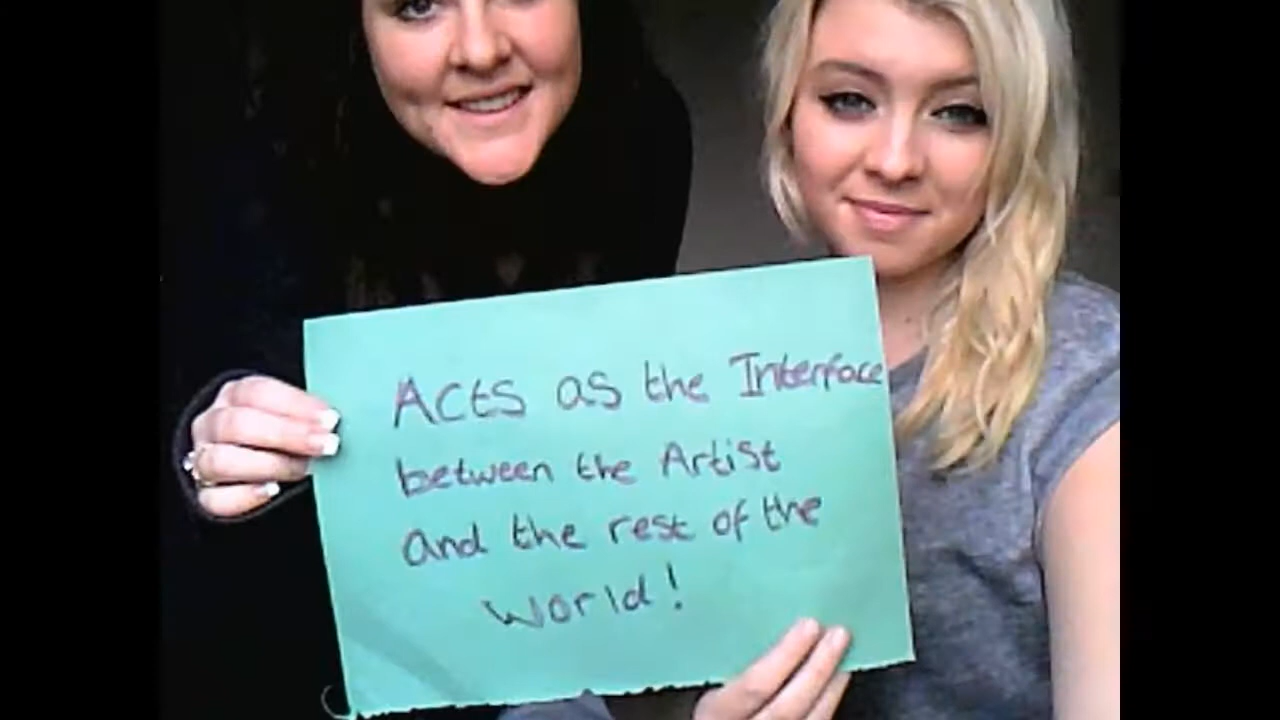 Acts as the Interface
between the Artist
and the rest of the
world!